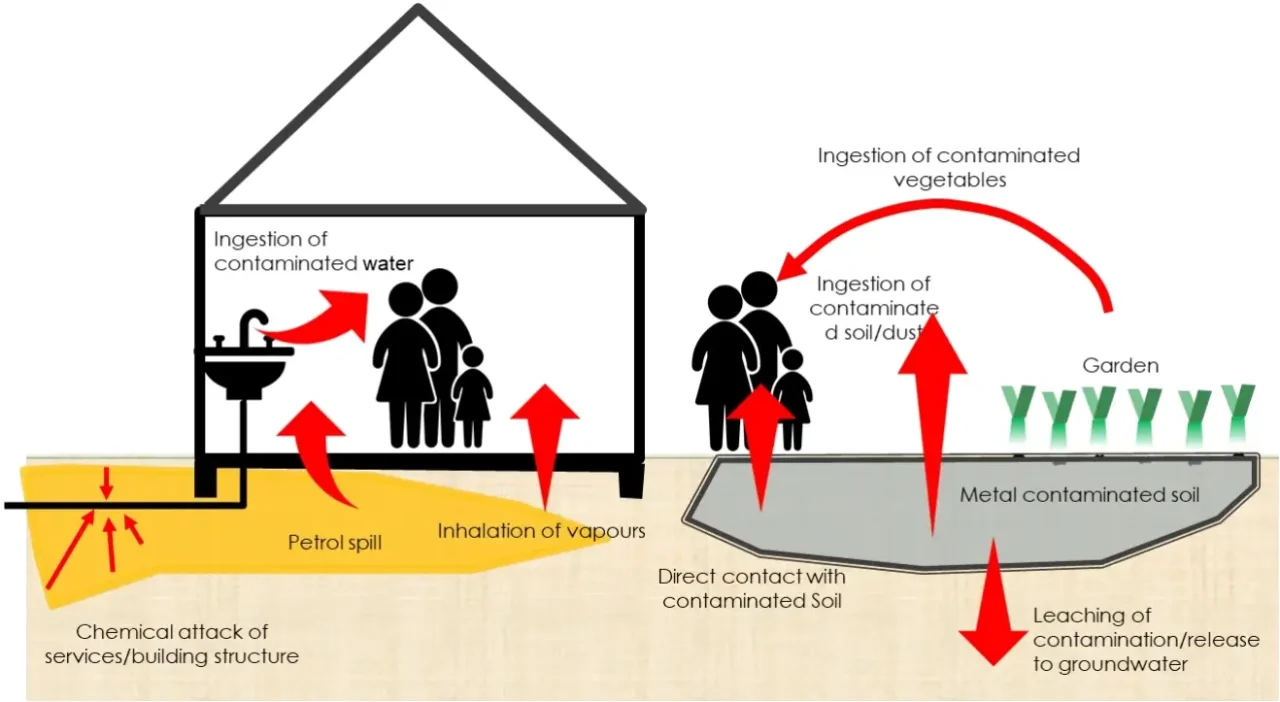 Ingestion of contaminated
vegetables
Ingestion of
contaminated water
Ingestion of
contaminate
d soil/dust
Garden
Metal contaminated soil
Inhalation of vapours
Petrol spill
Direct contact with
contaminated Soil
Leaching of
contamination/release
to groundwater
Chemical attack of
services/building structure